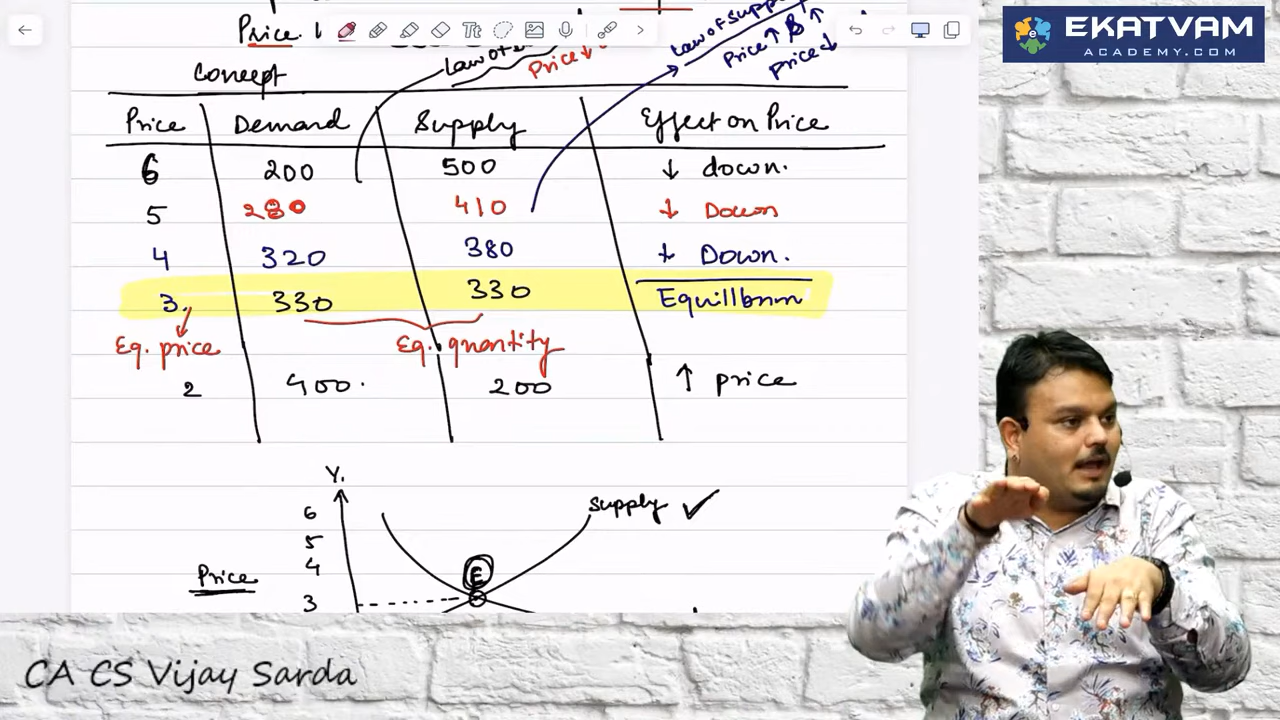 Price ↓
Law of supply
Price ↑ S ↑
Price ↓
Law of
Price ↓
Concept
Price Demand Supply Effect on Price
6 200 500 ↓ down.
5 280 410 ↓ Down
4 320 380 ↓ Down.
3. 330 330 Equillbrium
Eq. price Eq. quantity
2 400. 200 ↑ price
Y.
6 supply ✓
5
4 E
Price
3
EKATVAM
ACADEMY.COM
CA CS Vijay Sarda